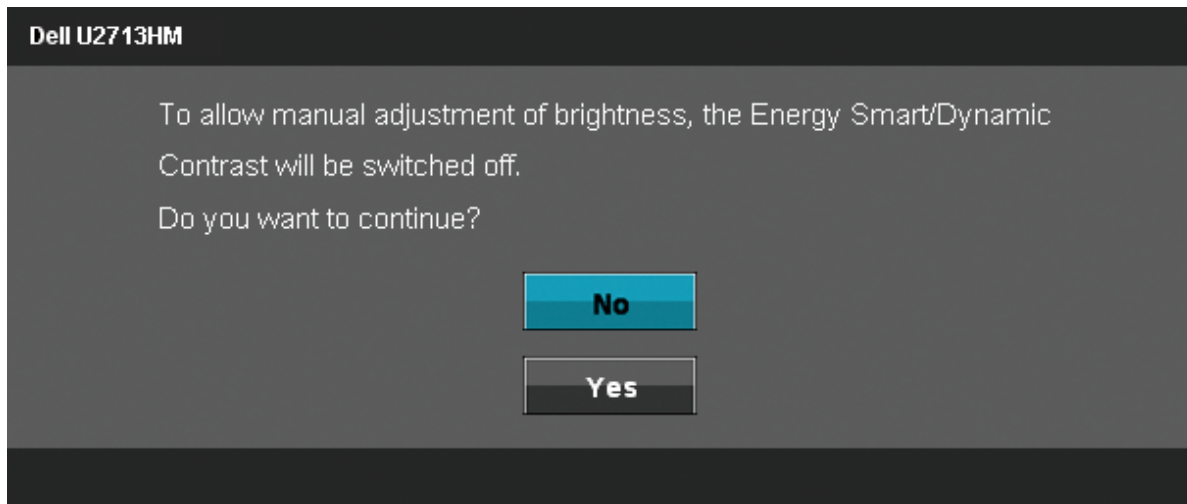 Dell U2713HM
To allow manual adjustment of brightness, the Energy Smart/Dynamic
Contrast will be switched off.
Do you want to continue?
No
Yes